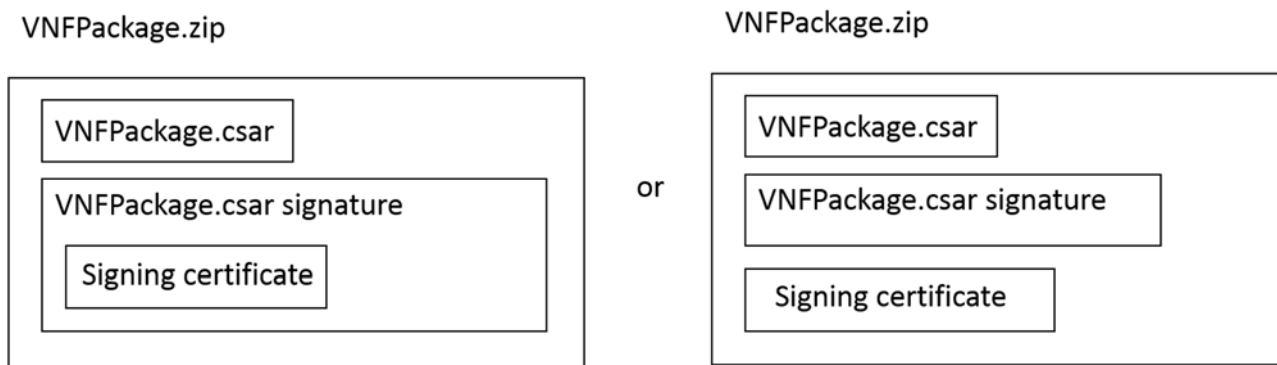 VNFPackage.zip
VNFPackage.csar
VNFPackage.csar signature
Signing certificate
or
VNFPackage.zip
VNFPackage.csar
VNFPackage.csar signature
Signing certificate